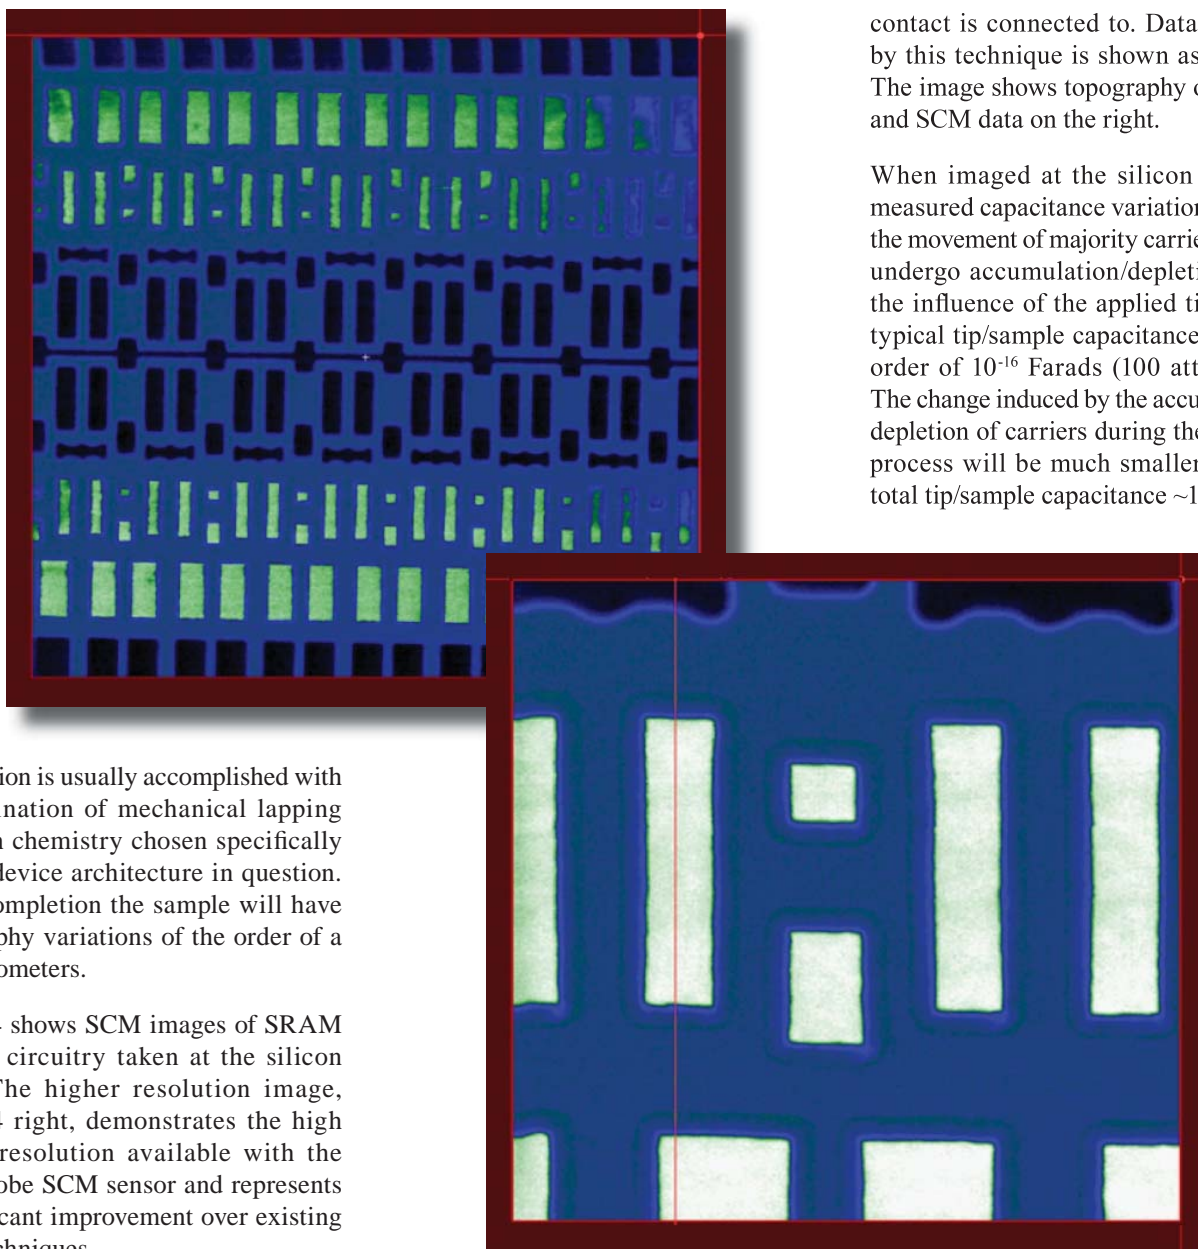 tion is usually accomplished with
ination of mechanical lapping
n chemistry chosen specifically
device architecture in question.
ompletion the sample will have
phy variations of the order of a
ometers.
4 shows SCM images of SRAM
circuitry taken at the silicon
The higher resolution image,
4 right, demonstrates the high
resolution available with the
obe SCM sensor and represents
icant improvement over existing
chniques.
contact is connected to. Data
by this technique is shown as
The image shows topography o
and SCM data on the right.
When imaged at the silicon
measured capacitance variation
the movement of majority carrie
undergo accumulation/depleti
the influence of the applied ti
typical tip/sample capacitance
order of 10⁻¹⁶ Farads (100 att
The change induced by the accu
depletion of carriers during the
process will be much smaller
total tip/sample capacitance ~1